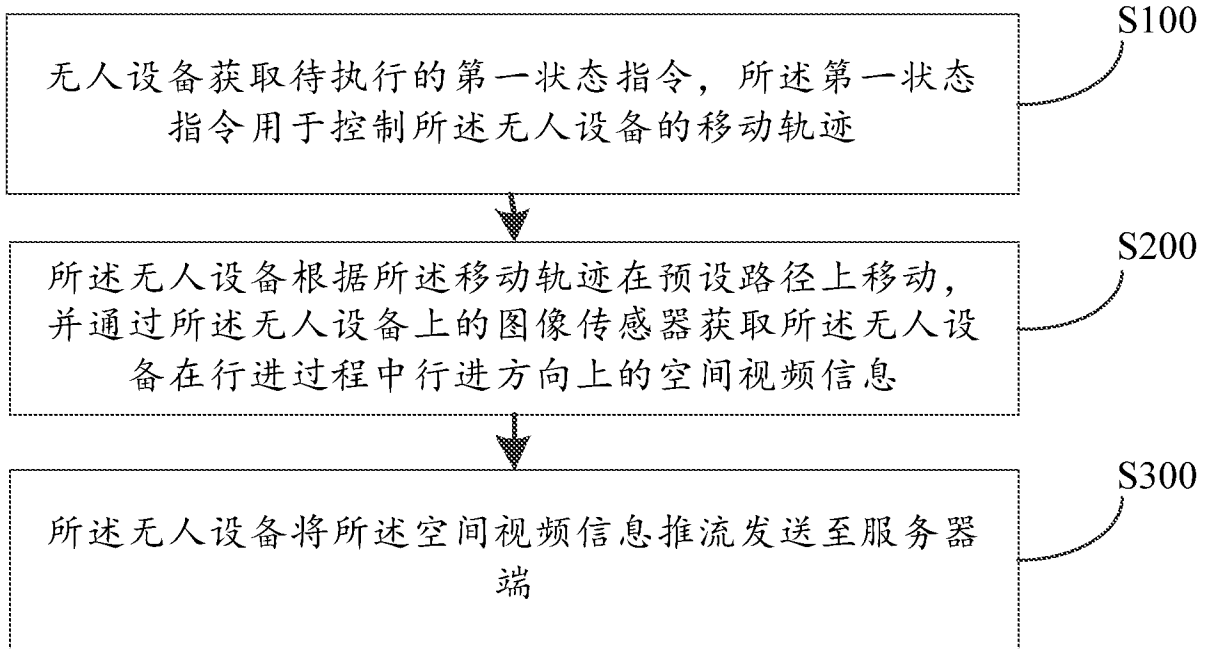 S100
无人设备获取待执行的第一状态指令，所述第一状态
指令用于控制所述无人设备的移动轨迹
S200
所述无人设备根据所述移动轨迹在预设路径上移动，
并通过所述无人设备上的图像传感器获取所述无人设
备在行进过程中行进方向上的空间视频信息
S300
所述无人设备将所述空间视频信息推流发送至服务器
端